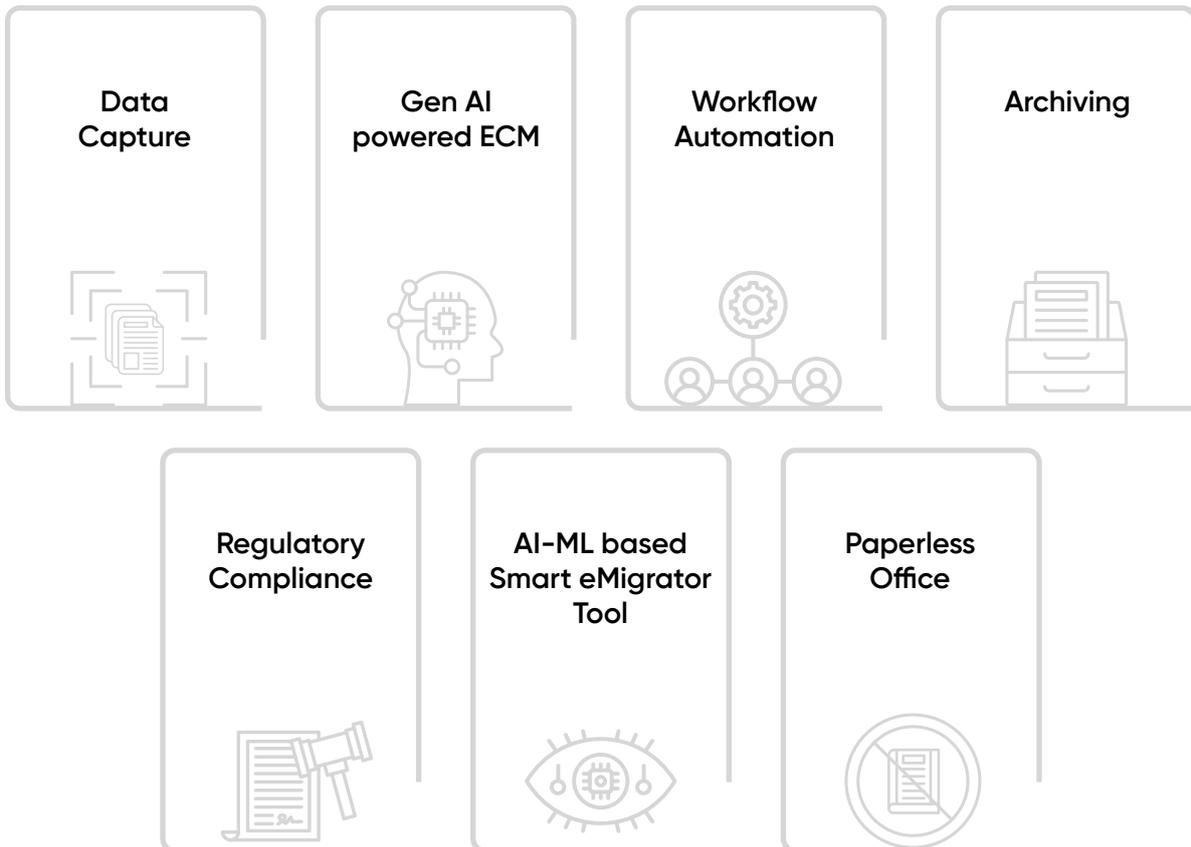 Data
Capture
Gen AI
powered ECM
Workflow
Automation
Archiving
Regulatory
Compliance
AI-ML based
Smart eMigrator
Tool
Paperless
Office